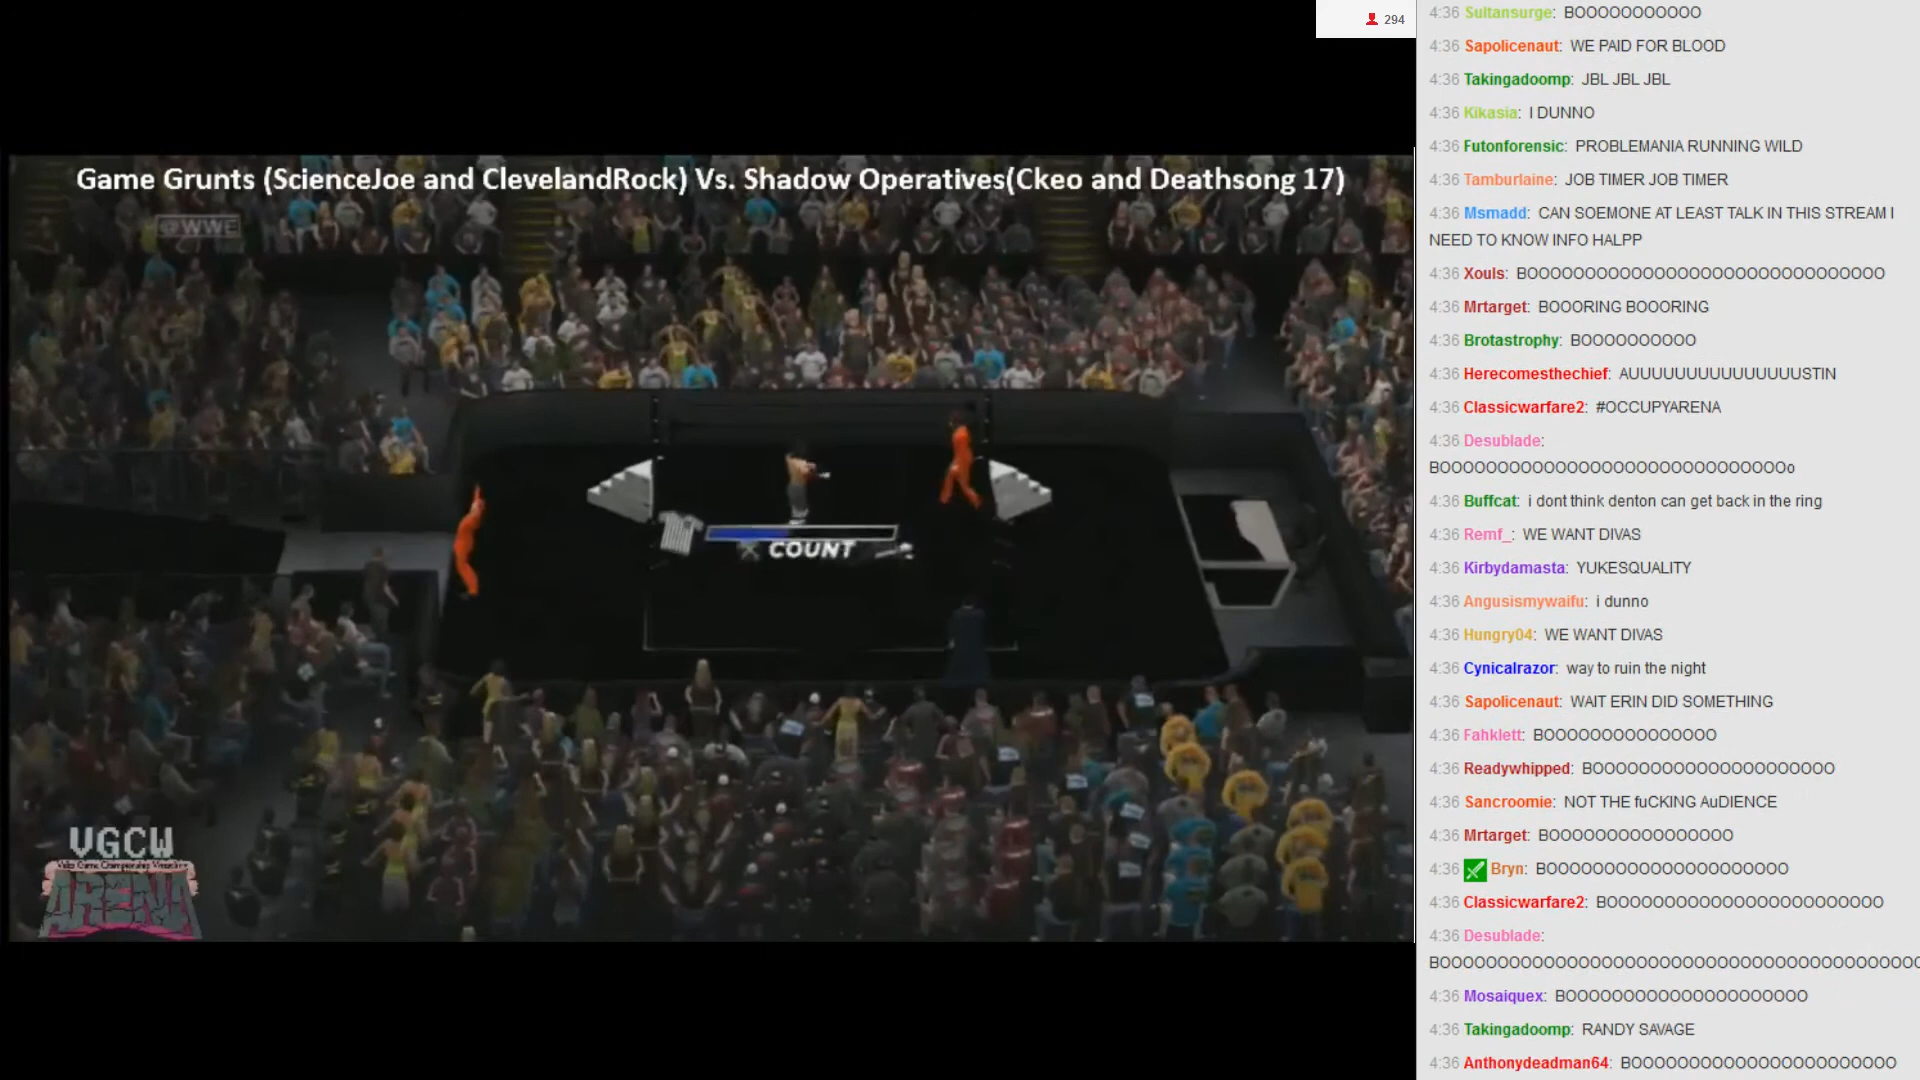 294
Game Grunts (ScienceJoe and ClevelandRock) Vs. Shadow Operatives(Ckeo and Deathsong 17)
@WWE
COUNT
VGCW
Video Game Championship Wrestling
ARENA
4:36 Sultansurge: BOOOOOOOOOOO
4:36 Sapolicenaut: WE PAID FOR BLOOD
4:36 Takingadoomp: JBL JBL JBL
4:36 Kikasia: I DUNNO
4:36 Futonforensic: PROBLEMANIA RUNNING WILD
4:36 Tamburlaine: JOB TIMER JOB TIMER
4:36 Msmadd: CAN SOEMONE AT LEAST TALK IN THIS STREAM I
NEED TO KNOW INFO HALPP
4:36 Xouls: BOOOOOOOOOOOOOOOOOOOOOOOOOOOOOOO
4:36 Mrtarget: BOOORING BOOORING
4:36 Brotastrophy: BOOOOOOOOOO
4:36 Herecomesthechief: AUUUUUUUUUUUUUUUSTIN
4:36 Classicwarfare2: #OCCUPYARENA
4:36 Desublade:
BOOOOOOOOOOOOOOOOOOOOOOOOOOOOOOo
4:36 Buffcat: i dont think denton can get back in the ring
4:36 Remf_: WE WANT DIVAS
4:36 Kirbydamasta: YUKESQUALITY
4:36 Angusismywaifu: i dunno
4:36 Hungry04: WE WANT DIVAS
4:36 Cynicalrazor: way to ruin the night
4:36 Sapolicenaut: WAIT ERIN DID SOMETHING
4:36 Fahklett: BOOOOOOOOOOOOOOO
4:36 Readywhipped: BOOOOOOOOOOOOOOOOOOOOO
4:36 Sancroomie: NOT THE fuCKING AuDIENCE
4:36 Mrtarget: BOOOOOOOOOOOOOOOO
4:36 Bryn: BOOOOOOOOOOOOOOOOOOOOO
4:36 Classicwarfare2: BOOOOOOOOOOOOOOOOOOOOOOOO
4:36 Desublade:
BOOOOOOOOOOOOOOOOOOOOOOOOOOOOOOOOOOOOOOOOO
4:36 Mosaiquex: BOOOOOOOOOOOOOOOOOOOOO
4:36 Takingadoomp: RANDY SAVAGE
4:36 Anthonydeadman64: BOOOOOOOOOOOOOOOOOOOOOOO